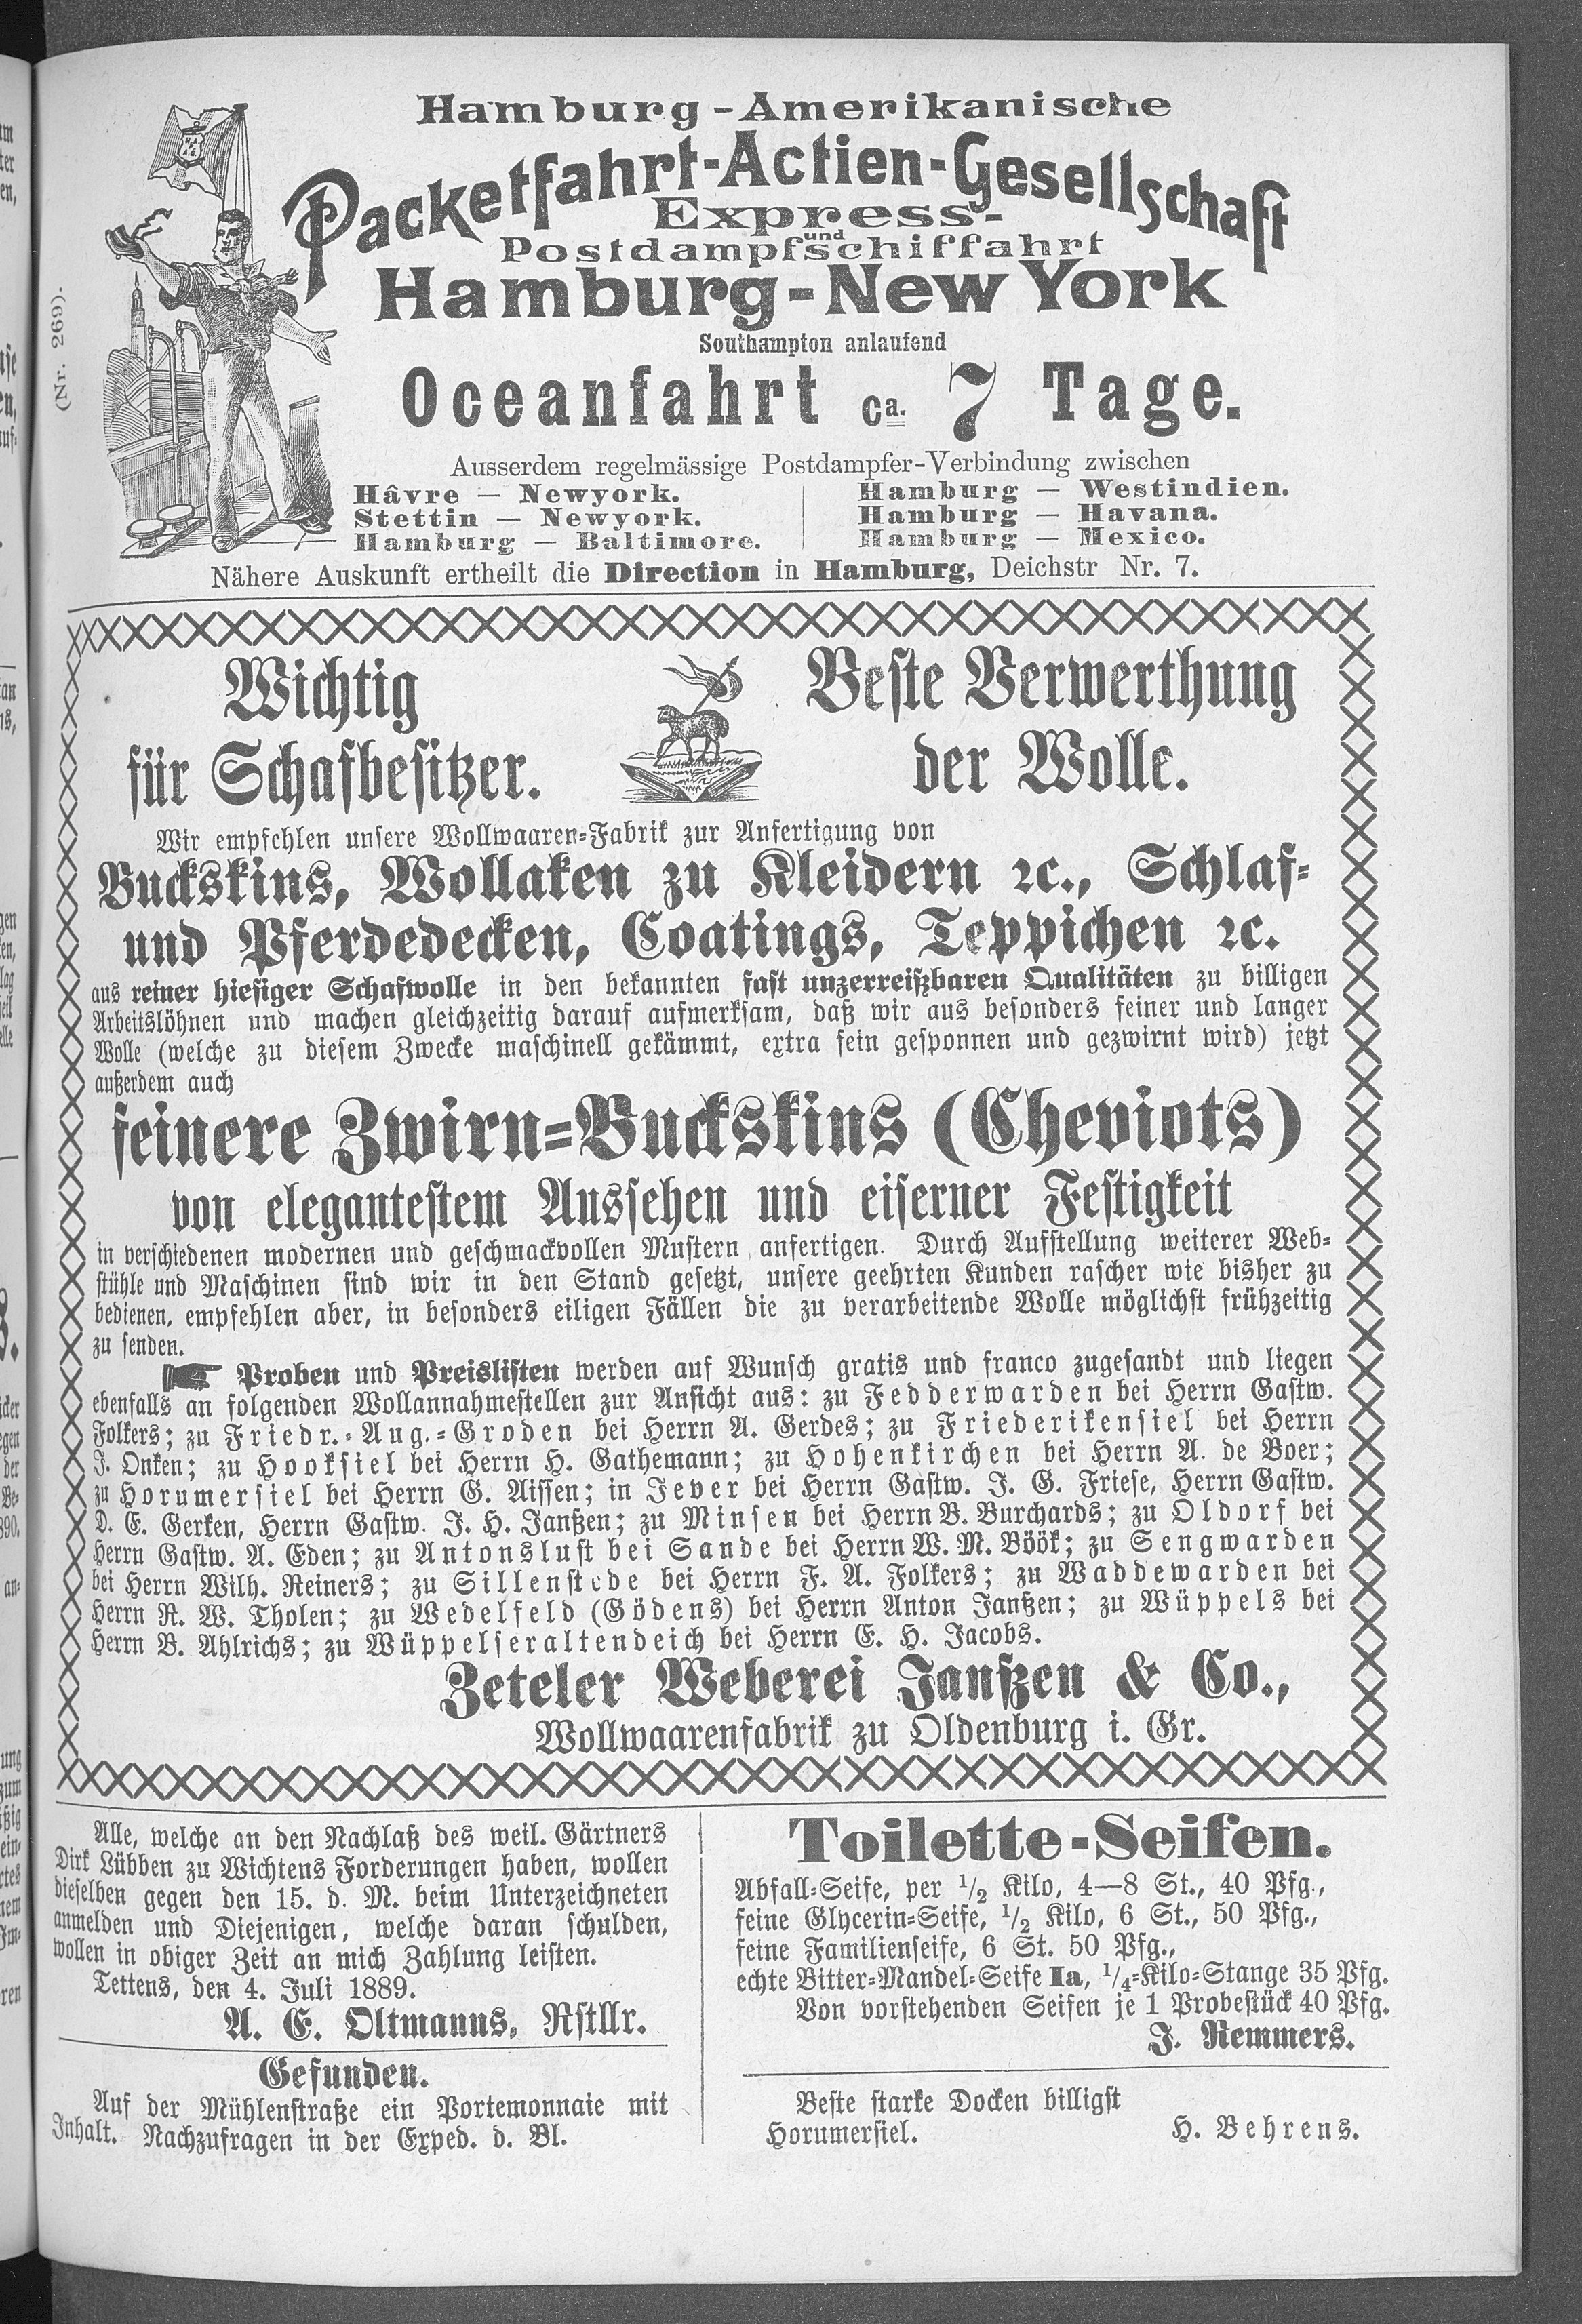 (Nr. 269).
Hamburg-Amerikanische
Packetfahrt-Actien-Gesellschaft
Express-
und
Postdampfschiffahrt
Hamburg-New York
Southampton anlaufend
Oceanfahrt ca. 7 Tage.
Ausserdem regelmässige Postdampfer-Verbindung zwischen
Hâvre — Newyork.
Stettin — Newyork.
Hamburg — Baltimore.
Hamburg — Westindien.
Hamburg — Havana.
Hamburg — Mexico.
Nähere Auskunft ertheilt die Direction in Hamburg, Deichstr Nr. 7.
Wichtig
für Schafbesitzer.
Beste Verwerthung
der Wolle.
Wir empfehlen unsere Wollwaaren-Fabrik zur Anfertigung von
Buckskins, Wollaken zu Kleidern ꝛc., Schlaf-
und Pferdedecken, Coatings, Teppichen ꝛc.
aus reiner hiesiger Schafwolle in den bekannten fast unzerreißbaren Qualitäten zu billigen
Arbeitslöhnen und machen gleichzeitig darauf aufmerksam, daß wir aus besonders feiner und langer
Wolle (welche zu diesem Zwecke maschinell gekämmt, extra fein gesponnen und gezwirnt wird) jetzt
außerdem auch
feinere Zwirn-Buckskins (Cheviots)
von elegantestem Aussehen und eiserner Festigkeit
in verschiedenen modernen und geschmackvollen Mustern anfertigen. Durch Aufstellung weiterer Web-
stühle und Maschinen sind wir in den Stand gesetzt, unsere geehrten Kunden rascher wie bisher zu
bedienen, empfehlen aber, in besonders eiligen Fällen die zu verarbeitende Wolle möglichst frühzeitig
zu senden.
Proben und Preislisten werden auf Wunsch gratis und franco zugesandt und liegen
ebenfalls an folgenden Wollannahmestellen zur Ansicht aus: zu Fedderwarden bei Herrn Gastw.
Folkers; zu Friedr.-Aug.-Groden bei Herrn A. Gerdes; zu Friederikensiel bei Herrn
J. Onken; zu Hooksiel bei Herrn H. Gathemann; zu Hohenkirchen bei Herrn A. de Boer;
zu Horumersiel bei Herrn G. Aissen; in Jever bei Herrn Gastw. J. G. Friese, Herrn Gastw.
D. E. Gerken, Herrn Gastw. J. H. Janßen; zu Minsen bei Herrn B. Burchards; zu Oldorf bei
Herrn Gastw. A. Eden; zu Antonslust bei Sande bei Herrn W. M. Böök; zu Sengwarden
bei Herrn Wilh. Reiners; zu Sillenstede bei Herrn F. A. Folkers; zu Waddewarden bei
Herrn R. W. Tholen; zu Wedelfeld (Gödens) bei Herrn Anton Janßen; zu Wüppels bei
Herrn B. Ahlrichs; zu Wüppelseraltendeich bei Herrn E. H. Jacobs.
Zeteler Weberei Janßen & Co.,
Wollwaarenfabrik zu Oldenburg i. Gr.
Alle, welche an den Nachlaß des weil. Gärtners
Dirk Lübben zu Wichtens Forderungen haben, wollen
dieselben gegen den 15. d. M. beim Unterzeichneten
anmelden und Diejenigen, welche daran schulden,
wollen in obiger Zeit an mich Zahlung leisten.
Tettens, den 4. Juli 1889.
A. E. Oltmanns, Rstllr.
Gefunden.
Auf der Mühlenstraße ein Portemonnaie mit
Inhalt. Nachzufragen in der Exped. d. Bl.
Toilette-Seifen.
Abfall-Seife, per 1/2 Kilo, 4—8 St., 40 Pfg.,
feine Glycerin-Seife, 1/2 Kilo, 6 St., 50 Pfg.,
feine Familienseife, 6 St. 50 Pfg.,
echte Bitter-Mandel-Seife Ia, 1/4-Kilo-Stange 35 Pfg.
Von vorstehenden Seifen je 1 Probestück 40 Pfg.
J. Remmers.
Beste starke Docken billigst
Horumersiel. H. Behrens.